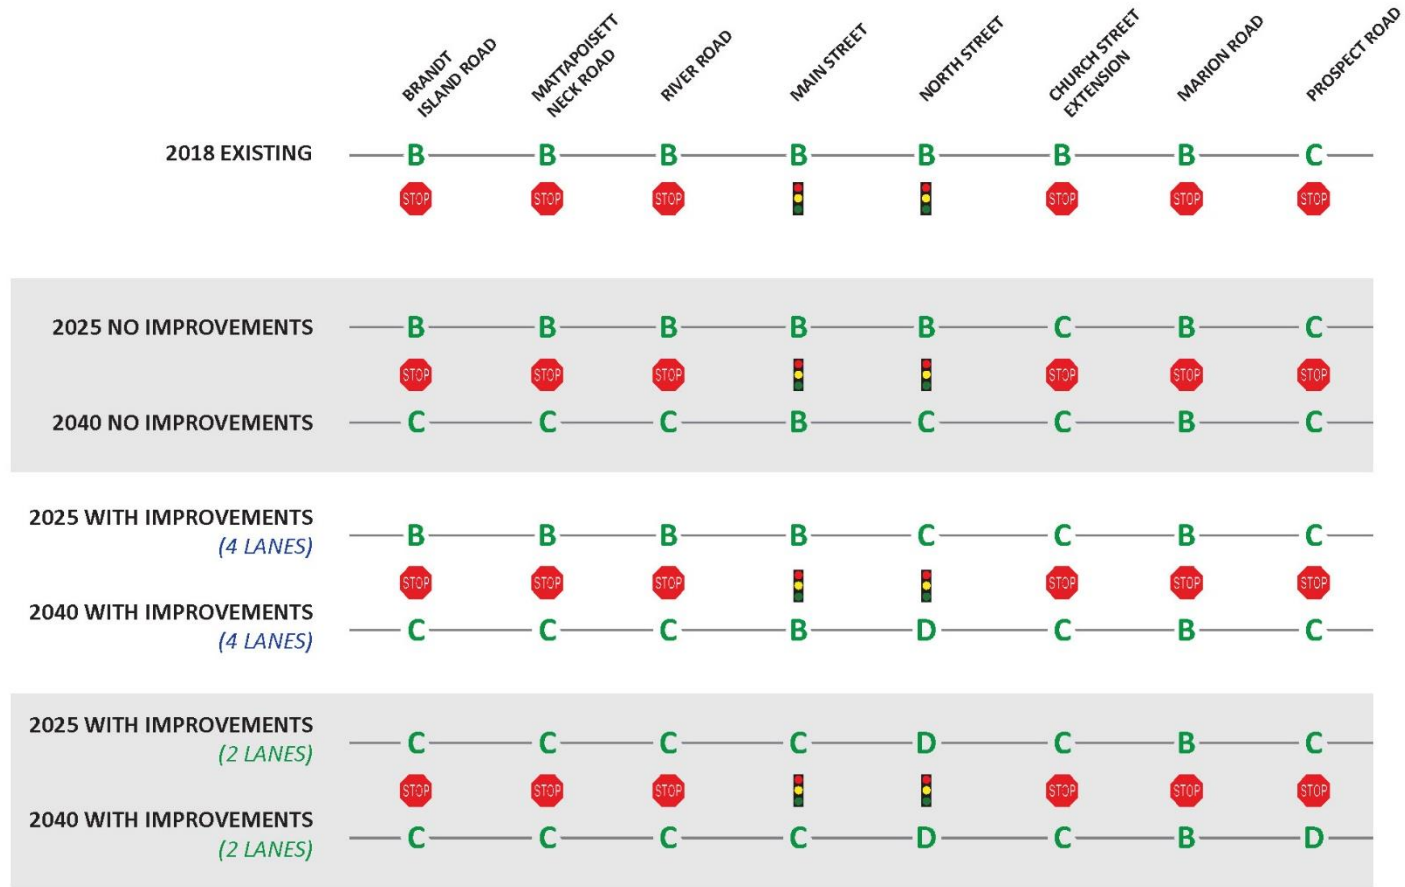 BRANDT
ISLAND ROAD
MATTAPOISETT
NECK ROAD
RIVER ROAD
MAIN STREET
NORTH STREET
CHURCH STREET
EXTENSION
MARION ROAD
PROSPECT ROAD
2018 EXISTING B B B B B B B C
STOP STOP STOP STOP STOP STOP
2025 NO IMPROVEMENTS B B B B B C B C
STOP STOP STOP STOP STOP STOP
2040 NO IMPROVEMENTS C C C B C C B C
2025 WITH IMPROVEMENTS
(4 LANES)
B B B B C C B C
STOP STOP STOP STOP STOP STOP
2040 WITH IMPROVEMENTS
(4 LANES)
C C C B D C B C
2025 WITH IMPROVEMENTS
(2 LANES)
C C C C D C B C
STOP STOP STOP STOP STOP STOP
2040 WITH IMPROVEMENTS
(2 LANES)
C C C C D C B D